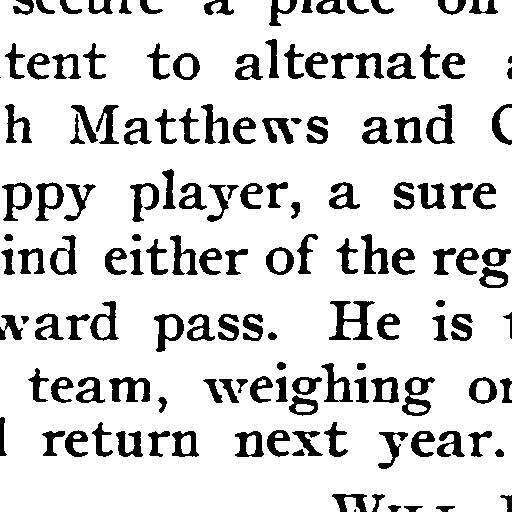 secure a place on
tent to alternate
h Matthews and
ppy player, a sure
ind either of the reg
ward pass. He is
team, weighing
return next year.
WILL